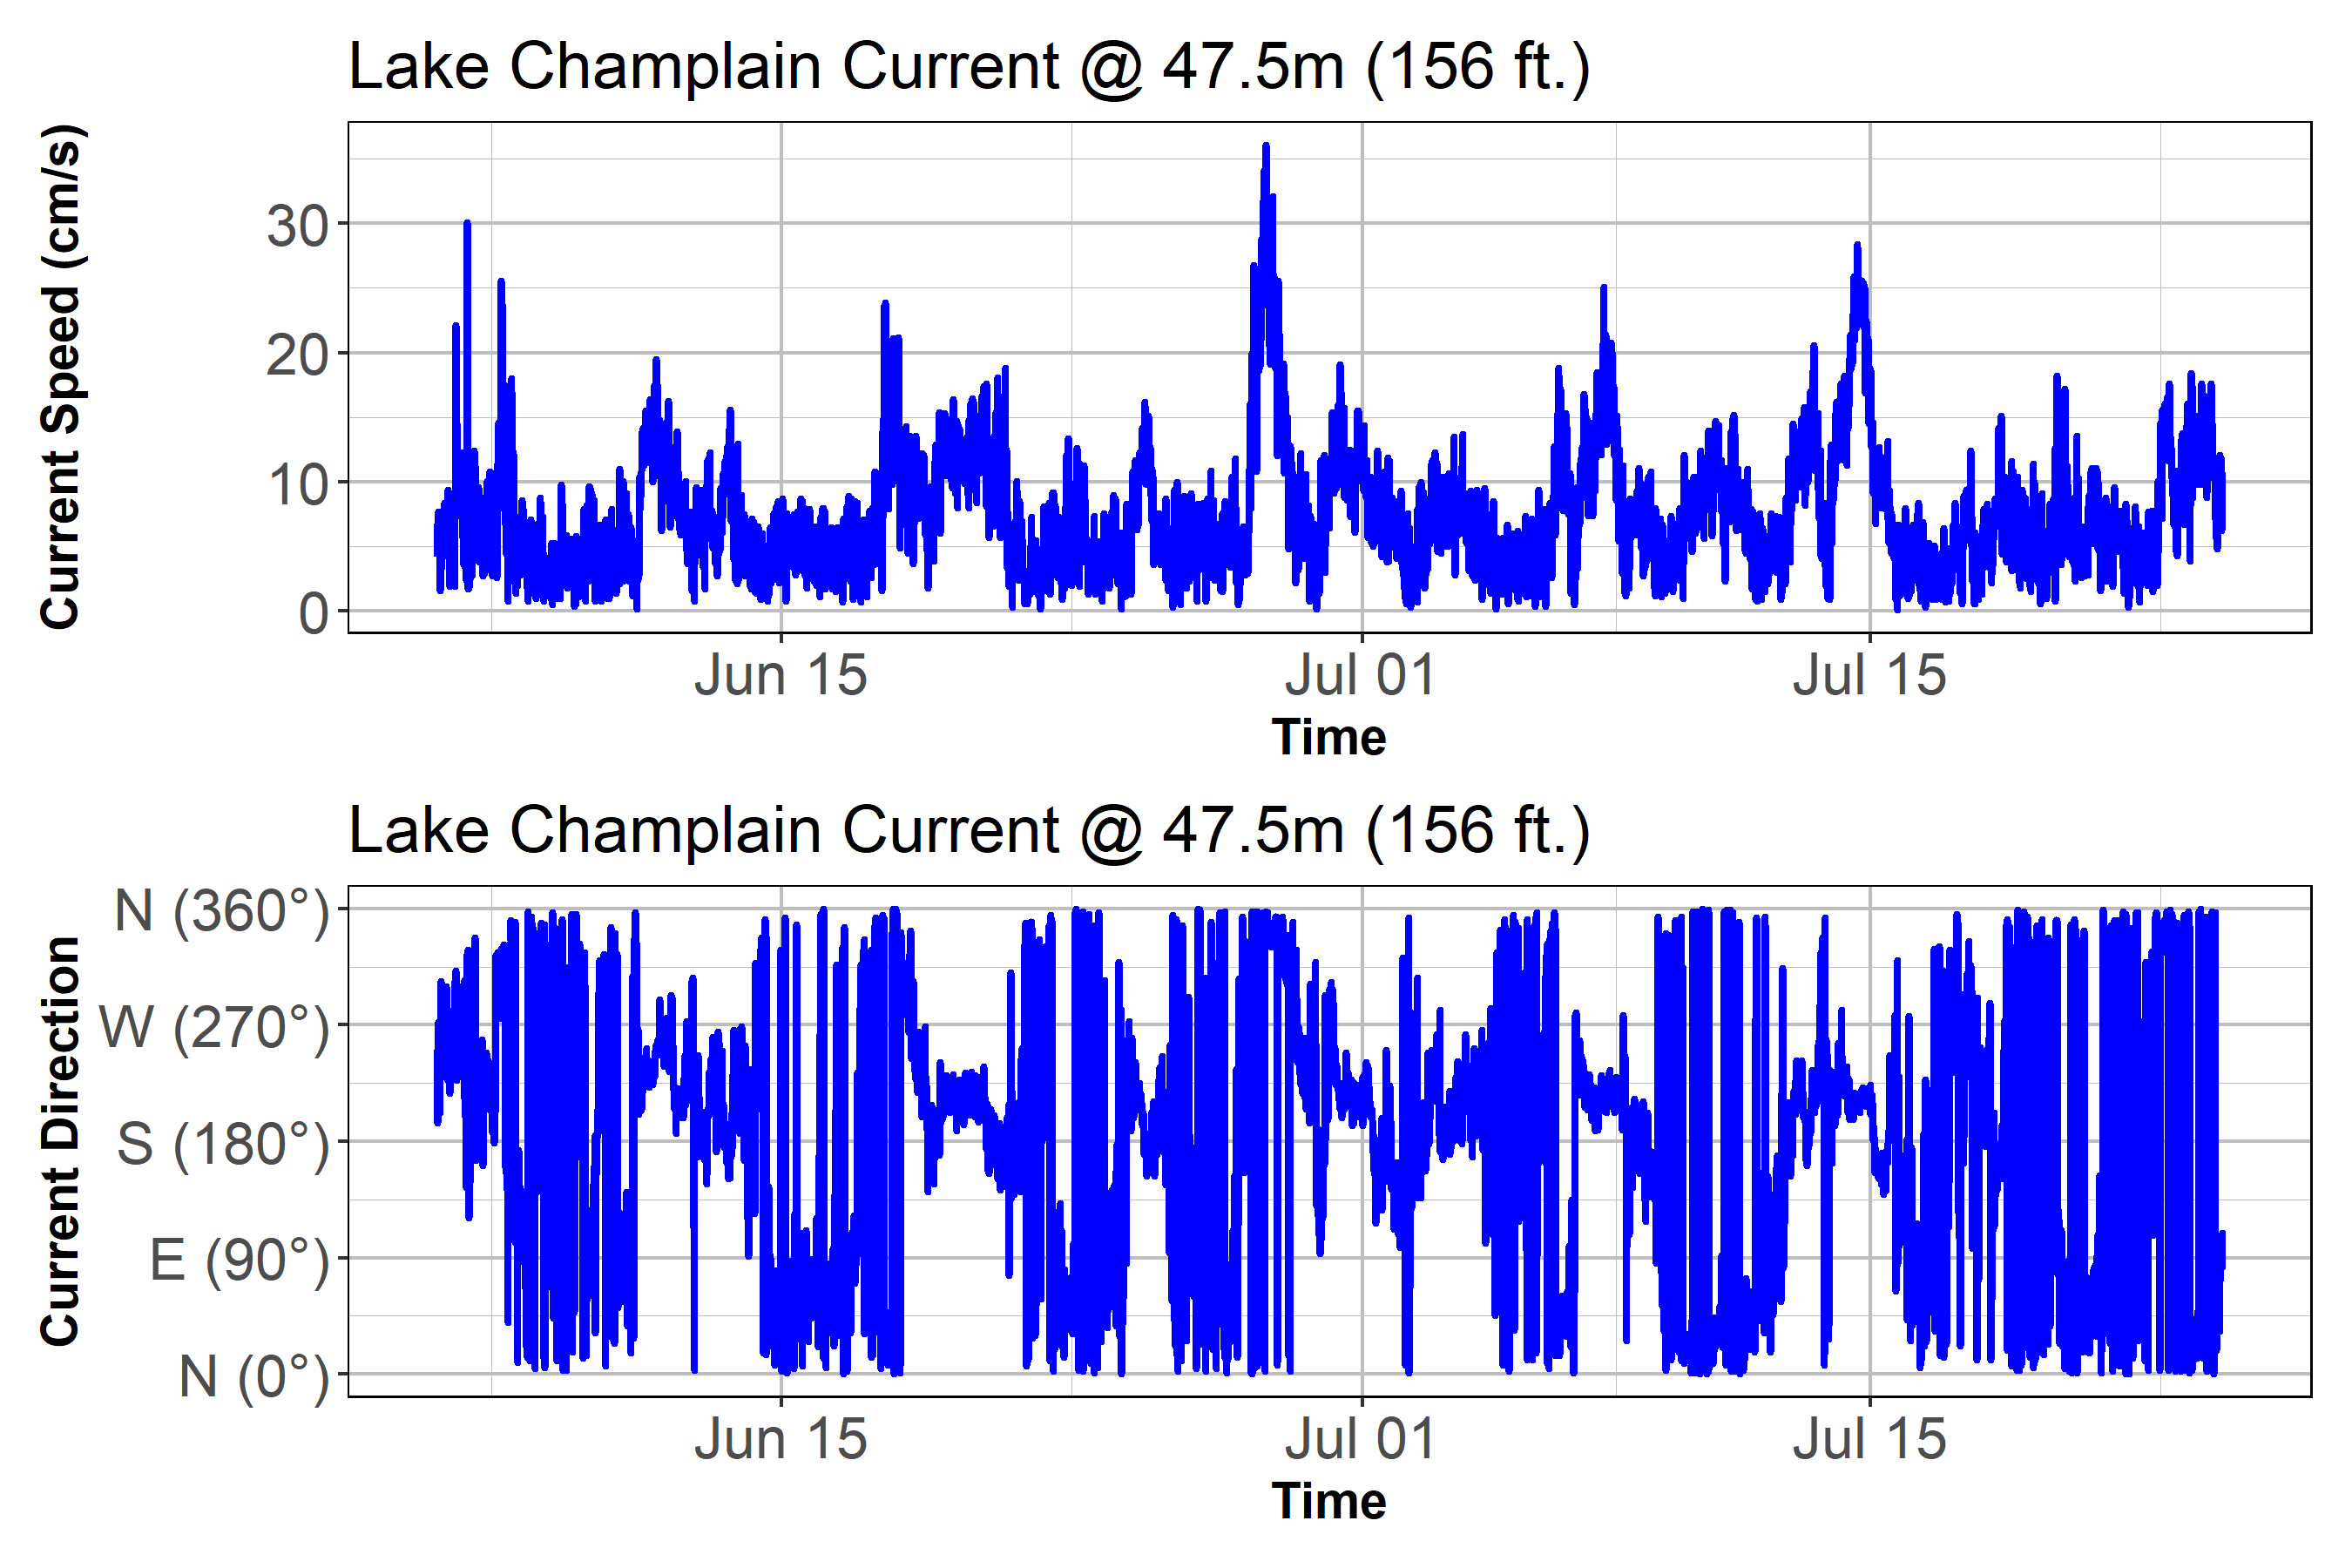 Lake Champlain Current @ 47.5m (156 ft.)
Current Speed (cm/s)
30
20
10
0
Jun 15 Jul 01 Jul 15
Time
Lake Champlain Current @ 47.5m (156 ft.)
Current Direction
N (360°)
W (270°)
S (180°)
E (90°)
N (0°)
Jun 15 Jul 01 Jul 15
Time